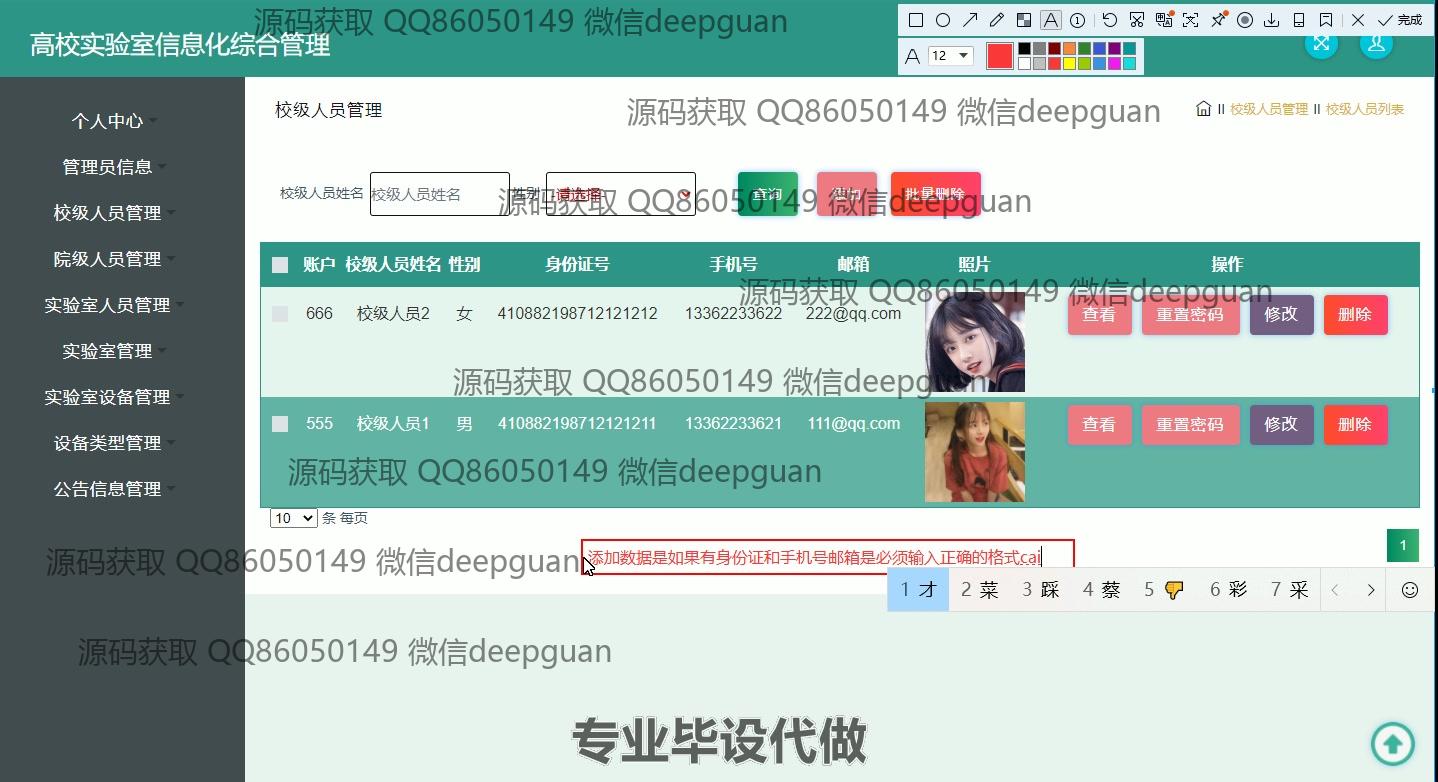 源码获取 QQ86050149 微信deepguan
高校实验室信息化综合管理
完成
A 12
校级人员管理
源码获取 QQ86050149 微信deepguan
校级人员管理 校级人员列表
个人中心
管理员信息
校级人员管理
院级人员管理
实验室人员管理
实验室管理
实验室设备管理
设备类型管理
公告信息管理
校级人员姓名 校级人员姓名 性别 请选择 查询 添加 批量删除
源码获取 QQ86050149 微信deepguan
账户 校级人员姓名 性别 身份证号 手机号 邮箱 照片 操作
源码获取 QQ86050149 微信deepguan
666 校级人员2 女 410882198712121212 13362233622 222@qq.com 查看 重置密码 修改 删除
源码获取 QQ86050149 微信deepguan
555 校级人员1 男 410882198712121211 13362233621 111@qq.com 查看 重置密码 修改 删除
源码获取 QQ86050149 微信deepguan
10 条 每页
1
添加数据是如果有身份证和手机号邮箱是必须输入正确的格式cai
源码获取 QQ86050149 微信deepguan
1 才 2 菜 3 踩 4 蔡 5 👎 6 彩 7 采
源码获取 QQ86050149 微信deepguan
专业毕设代做